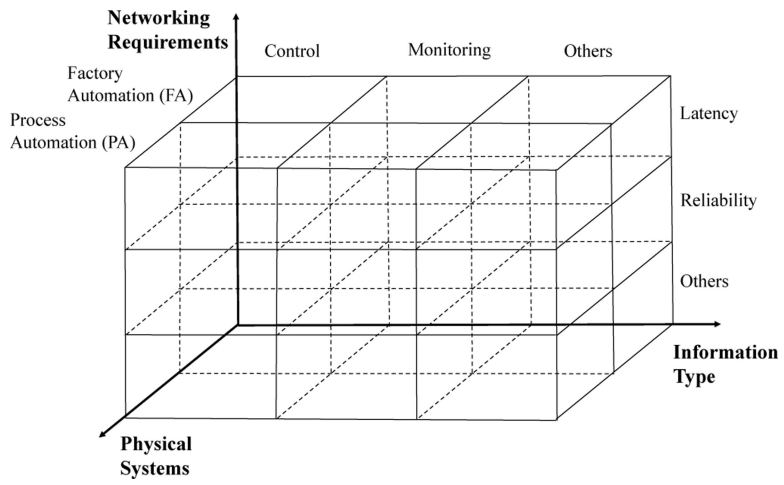 Networking
Requirements
Control
Monitoring
Others
Factory
Automation (FA)
Process
Automation (PA)
Latency
Reliability
Others
Information
Type
Physical
Systems